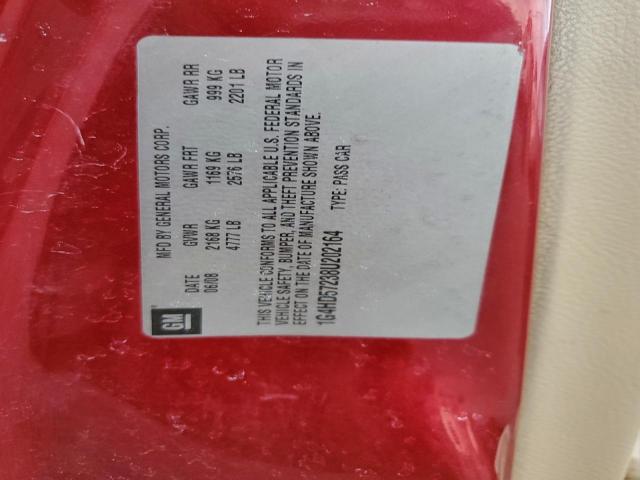 GM
MFD BY GENERAL MOTORS CORP.
DATE GVWR GAWR FRT GAWR RR
06/08 2168 KG 1169 KG 999 KG
4777 LB 2576 LB 2201 LB
THIS VEHICLE CONFORMS TO ALL APPLICABLE U.S. FEDERAL MOTOR
VEHICLE SAFETY, BUMPER, AND THEFT PREVENTION STANDARDS IN
EFFECT ON THE DATE OF MANUFACTURE SHOWN ABOVE.
1G4HD57238U202164 TYPE: PASS CAR